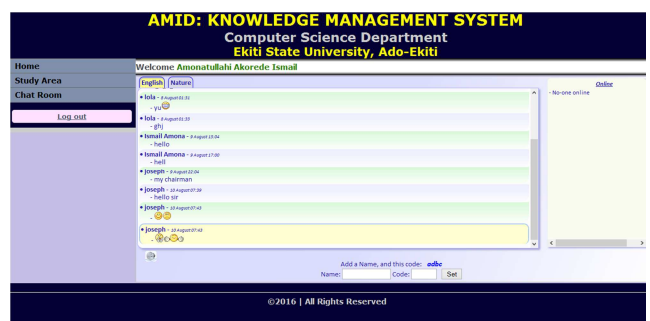 AMID: KNOWLEDGE MANAGEMENT SYSTEM
Computer Science Department
Ekiti State University, Ado-Ekiti
Home
Study Area
Chat Room
Log out
Welcome Amonatullahi Akorede Ismail
English Nature
• lola - 9 August 01:31
- yu
• lola - 9 August 01:33
- ghj
• Ismail Amona - 9 August 15:04
- hello
• Ismail Amona - 9 August 17:00
- hell
• joseph - 9 August 22:04
- my chairman
• joseph - 10 August 07:39
- hello sir
• joseph - 10 August 07:43
-
• joseph - 10 August 07:43
-
Online
- No-one online
Add a Name, and this code: odbc
Name: Code: Set
©2016 | All Rights Reserved